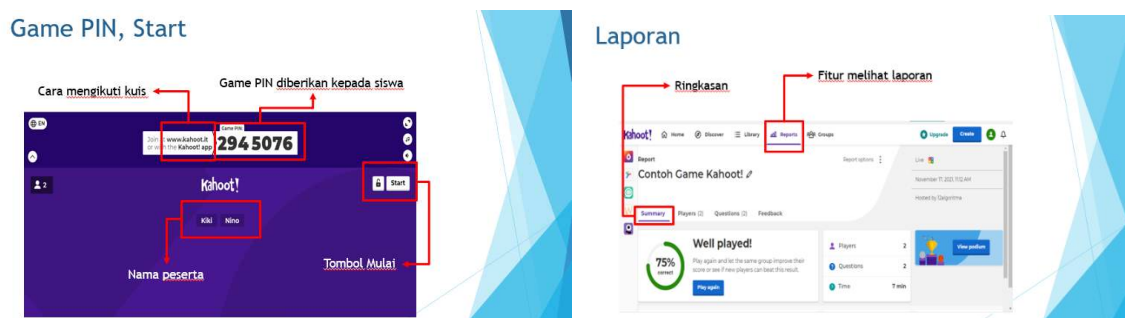 Game PIN, Start
Cara mengikuti kuis
Game PIN diberikan kepada siswa
EN
Game PIN:
Join at www.kahoot.it
or with the Kahoot! app
294 5076
2
Kahoot!
Start
Kiki
Nino
Nama peserta
Tombol Mulai
Laporan
Ringkasan
Fitur melihat laporan
Kahoot!
Home
Discover
Library
Reports
Groups
Upgrade
Create
Report
Report options
Live
Contoh Game Kahoot!
November 17 2021, 7:12 AM
Hosted by
Summary
Players (2)
Questions (2)
Feedback
75%
correct
Well played!
Play again and let the same group improve their
score or see if new players can beat this result.
Play again
Players 2
Questions 2
Time 7 min
View podium